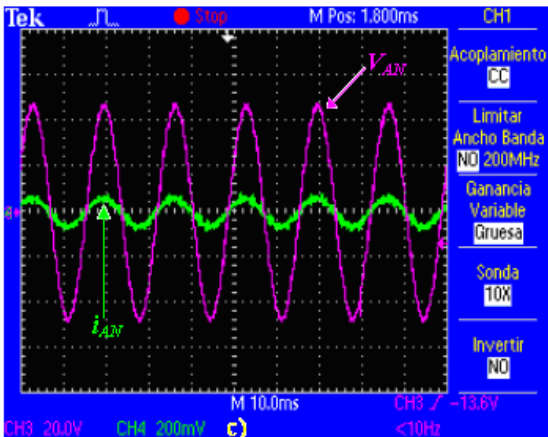 Tek
Stop
M Pos: 1.800ms
CH1
Acoplamiento
CC
Limitar
Ancho Banda
NO 200MHz
Ganancia
Variable
Gruesa
Sonda
10X
Invertir
NO
V_AN
i_AN
M 10.0ms
CH3 / -13.6V
CH3 20.0V
CH4 200mV
c)
<10Hz